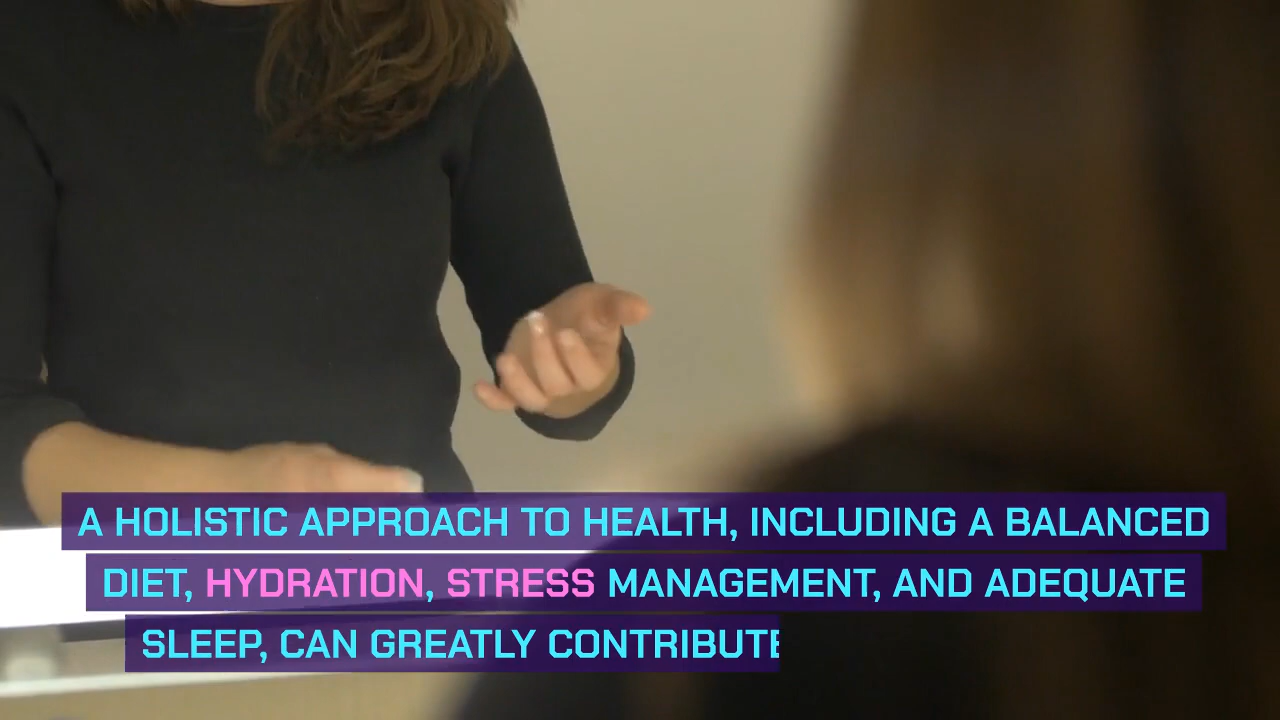 A HOLISTIC APPROACH TO HEALTH, INCLUDING A BALANCED
DIET, HYDRATION, STRESS MANAGEMENT, AND ADEQUATE
SLEEP, CAN GREATLY CONTRIBUTE